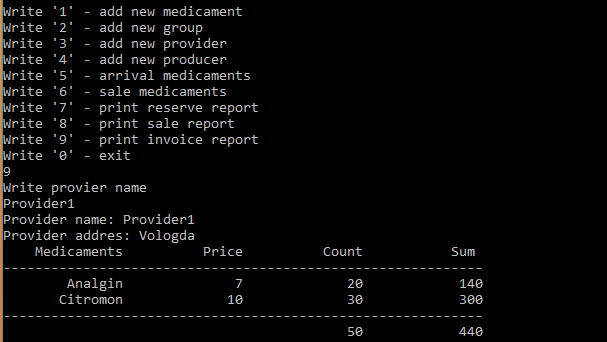 Write '1' - add new medicament
Write '2' - add new group
Write '3' - add new provider
Write '4' - add new producer
Write '5' - arrival medicaments
Write '6' - sale medicaments
Write '7' - print reserve report
Write '8' - print sale report
Write '9' - print invoice report
Write '0' - exit
9
Write provier name
Provider1
Provider name: Provider1
Provider addres: Vologda
Medicaments Price Count Sum
------------------------------------------------------------
Analgin 7 20 140
Citromon 10 30 300
------------------------------------------------------------
50 440